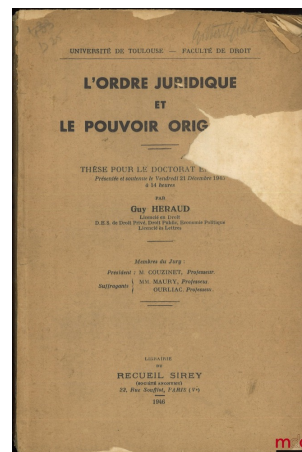 UNIVERSITÉ DE TOULOUSE — FACULTÉ DE DROIT
L'ORDRE JURIDIQUE
ET
LE POUVOIR ORIG
THÈSE POUR LE DOCTORAT
Présentée et soutenue le Vendredi 21 Décembre
à 14 heures
PAR
Guy HERAUD
Licencié en Droit
D.E.S. de Droit Privé, Droit Public, Economie Politique
Licencié ès Lettres
Membres du Jury :
Président : M. COUZINET, Professeur.
Suffragants { MM. MAURY, Professeur.
OURLIAC, Professeur.
LIBRAIRIE
DU
RECUEIL SIREY
(SOCIÉTÉ ANONYME)
22, Rue Soufflot, PARIS (Ve)
1946